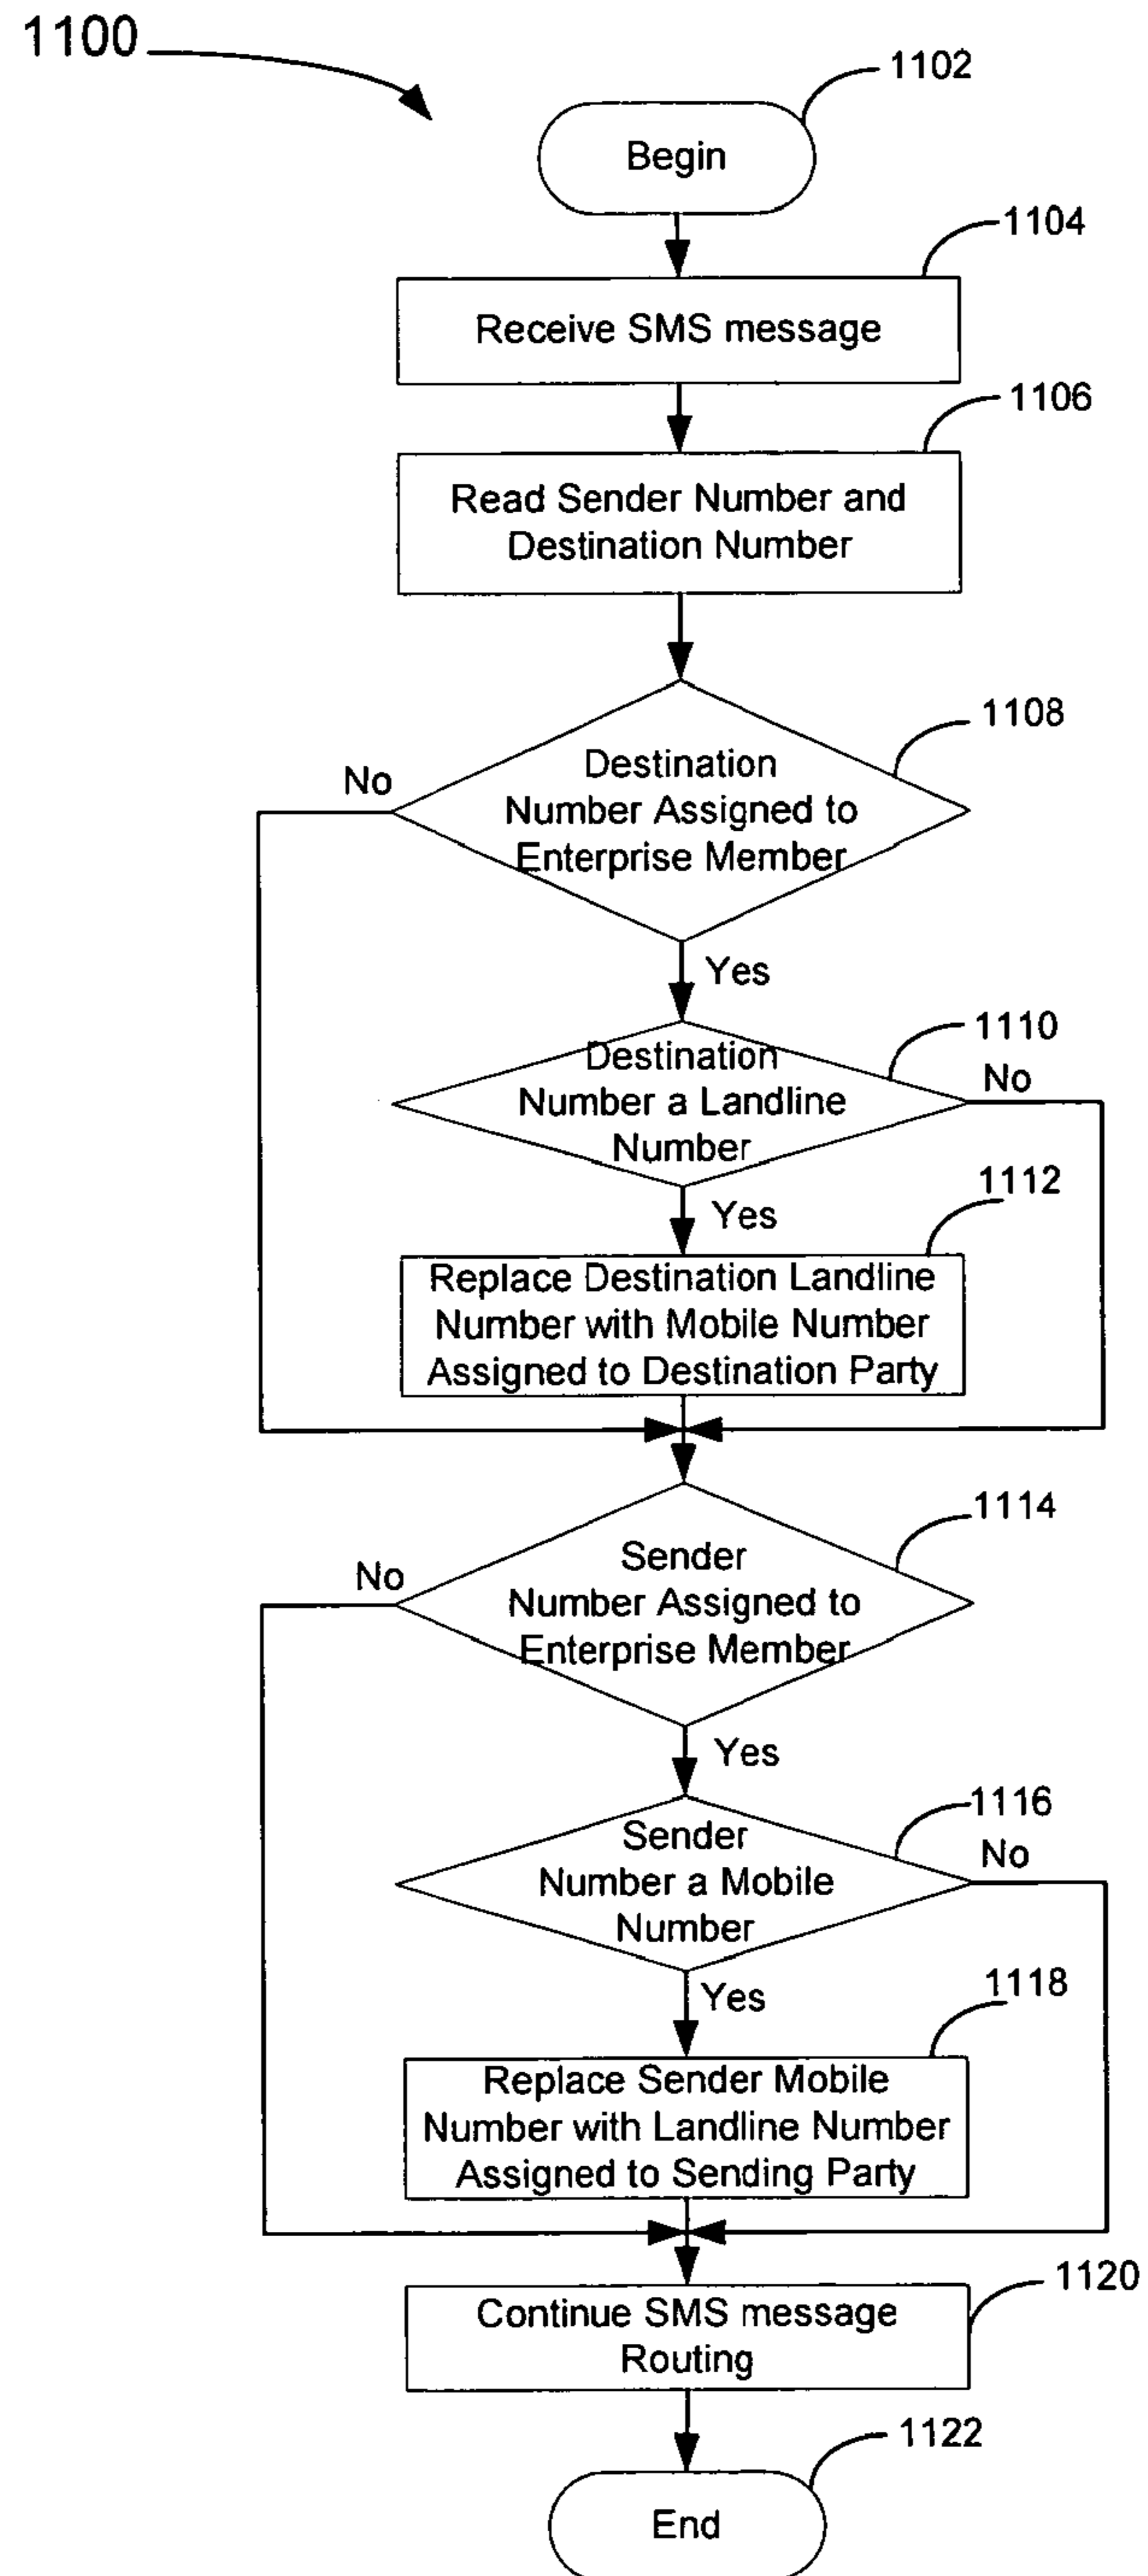 1100
1102
Begin
1104
Receive SMS message
1106
Read Sender Number and
Destination Number
1108
No
Destination
Number Assigned to
Enterprise Member
Yes
1110
Destination
No
Number a Landline
Number
1112
Yes
Replace Destination Landline
Number with Mobile Number
Assigned to Destination Party
1114
No
Sender
Number Assigned to
Enterprise Member
Yes
1116
Sender
No
Number a Mobile
Number
1118
Yes
Replace Sender Mobile
Number with Landline Number
Assigned to Sending Party
1120
Continue SMS message
Routing
1122
End